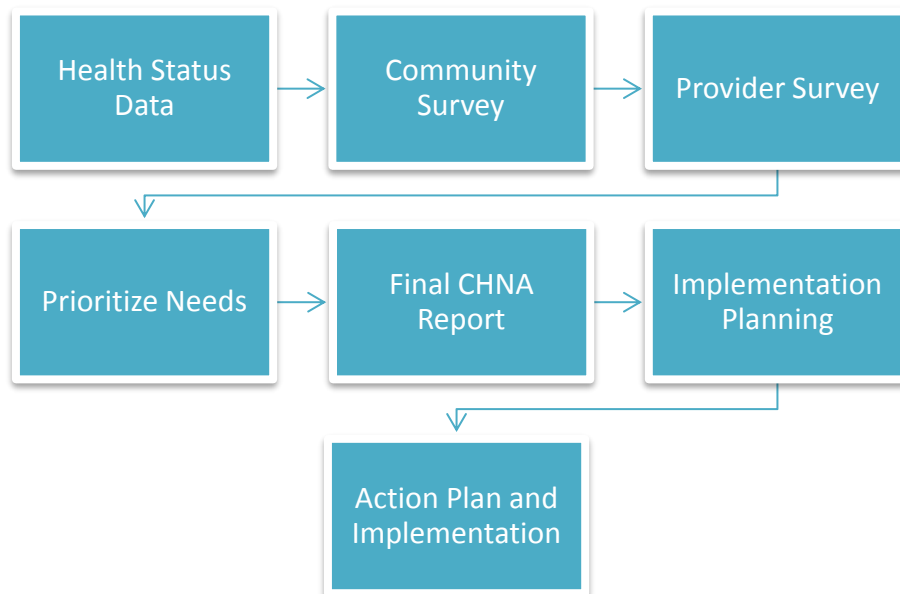 Health Status
Data
Community
Survey
Provider Survey
Prioritize Needs
Final CHNA
Report
Implementation
Planning
Action Plan and
Implementation